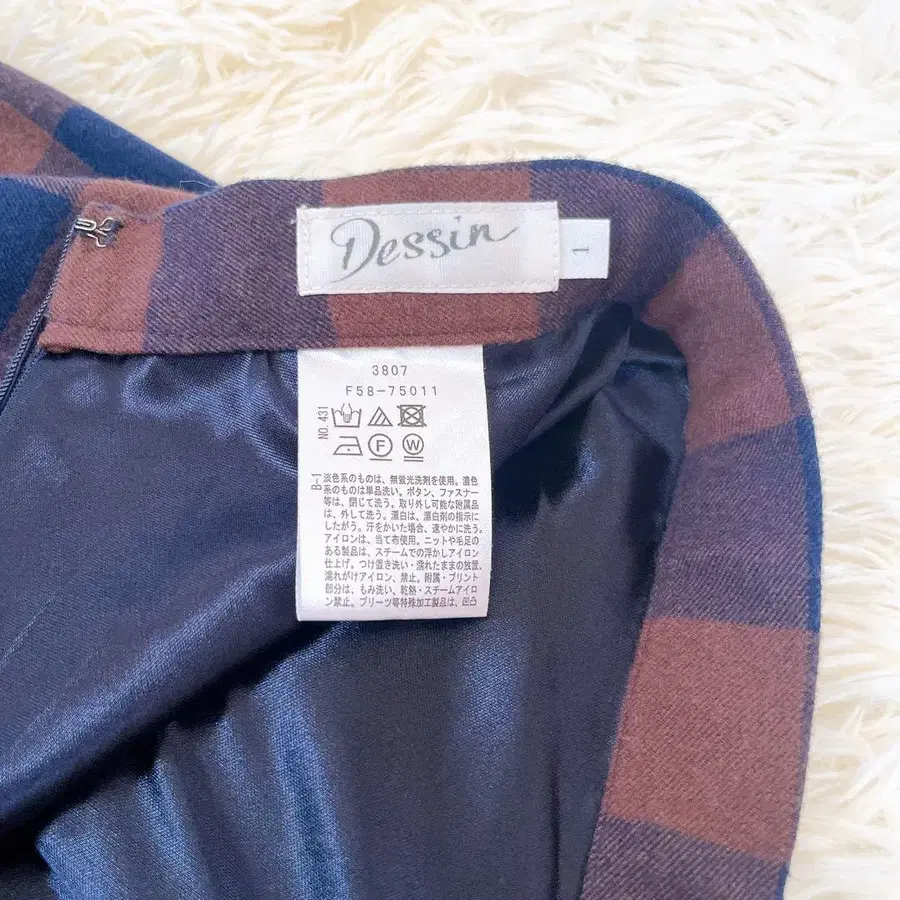 Dessin
1
3807
F58-75011
NO.431
F
W
B-1
淡色系のものは、無蛍光洗剤を使用。濃色
系のものは単品洗い。ボタン、ファスナー
等は、閉じて洗う。取り外し可能な附属品
は、外して洗う。漂白は、漂白剤の指示に
したがう。汗をかいた場合、速やかに洗う。
アイロンは、当て布使用。ニットや毛足の
ある製品は、スチームでの浮かしアイロン
仕上げ。つけ置き洗い・濡れたままの放置、
濡れがけアイロン、禁止。附属・プリント
部分は、もみ洗い、乾熱・スチームアイロ
ン禁止。プリーツ等特殊加工製品は、凹凸